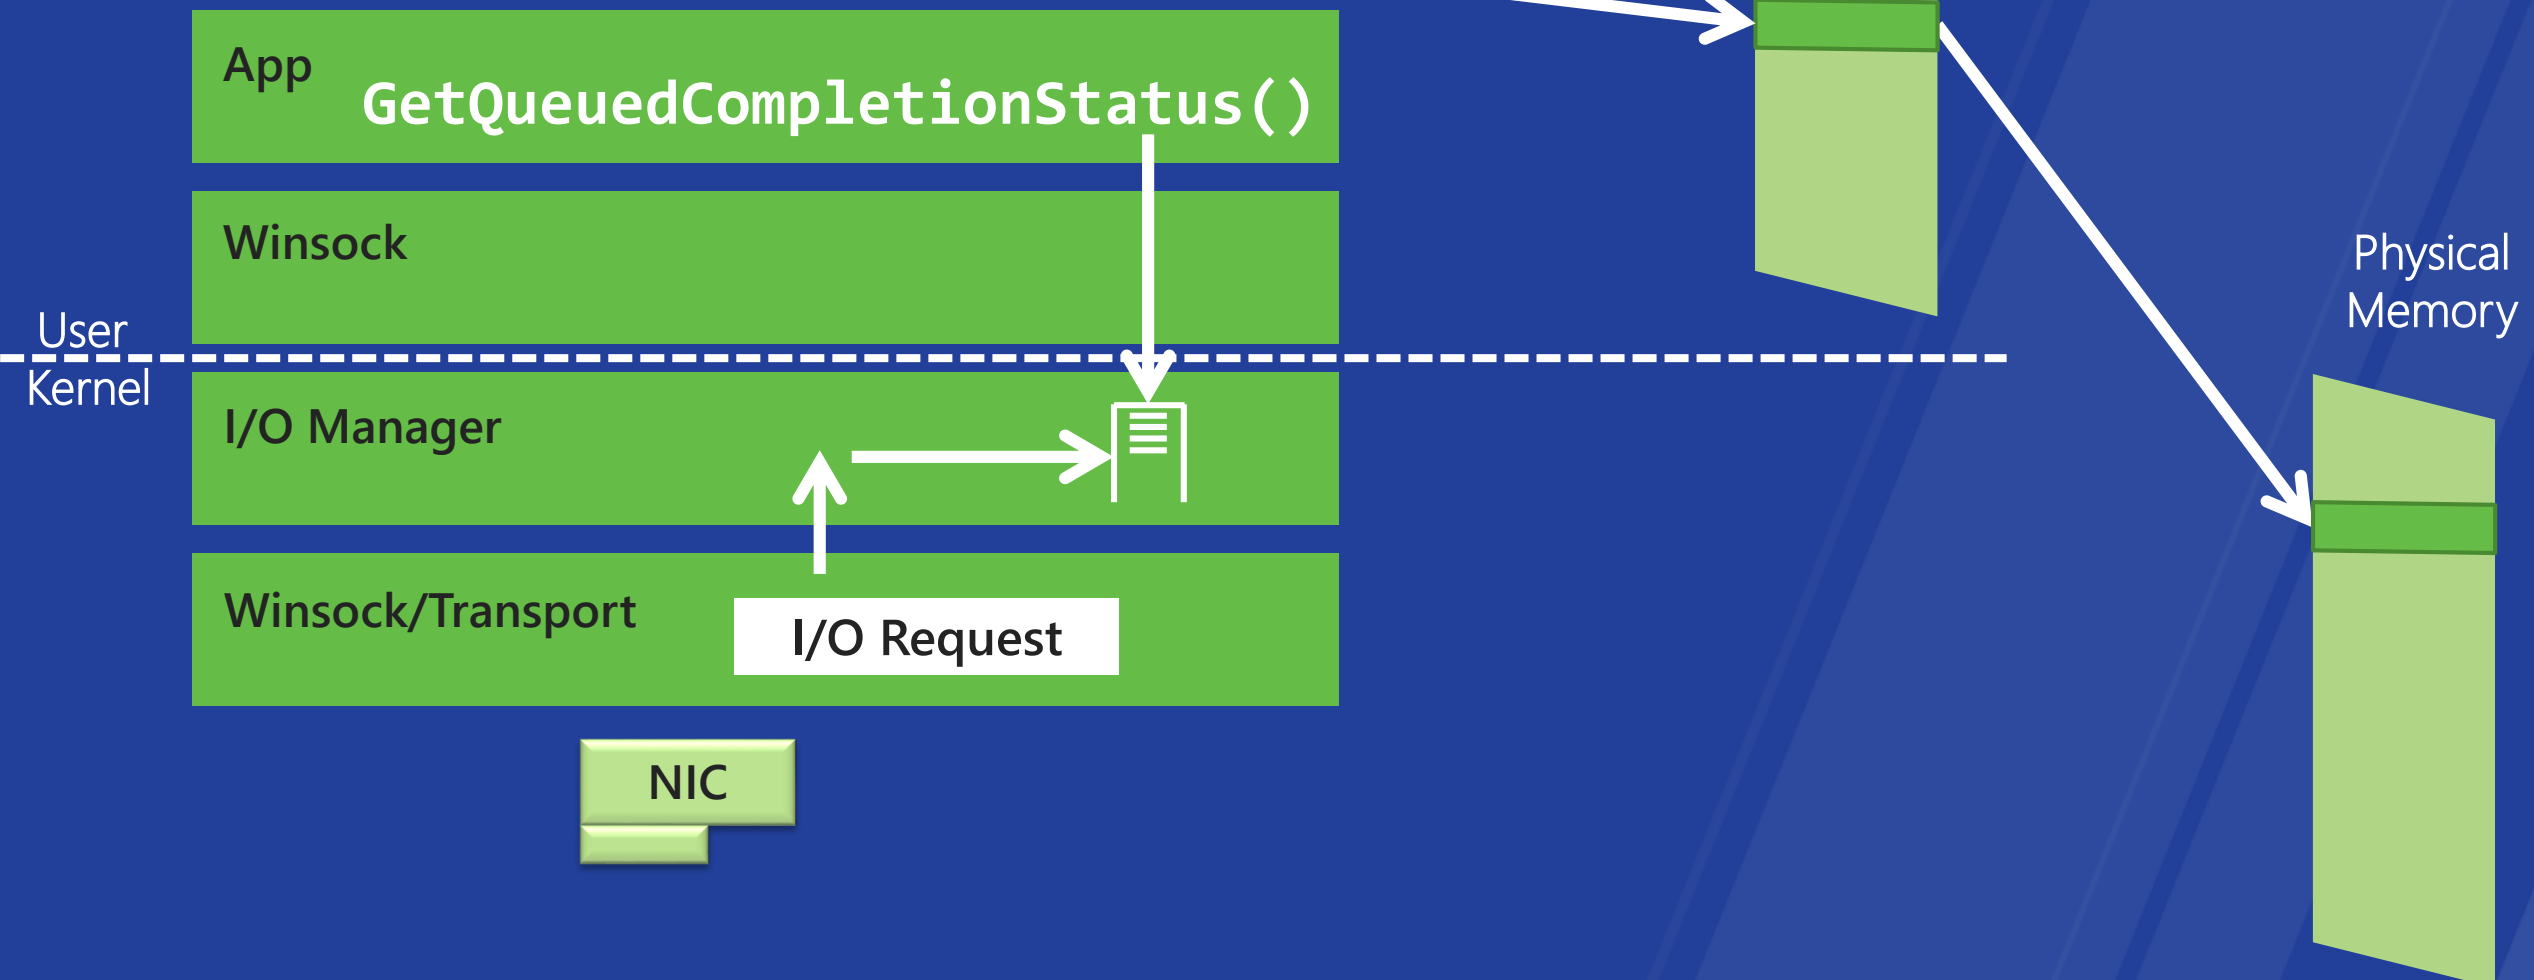 App
GetQueuedCompletionStatus()
Winsock
User
Kernel
I/O Manager
Winsock/Transport
I/O Request
NIC
Physical
Memory